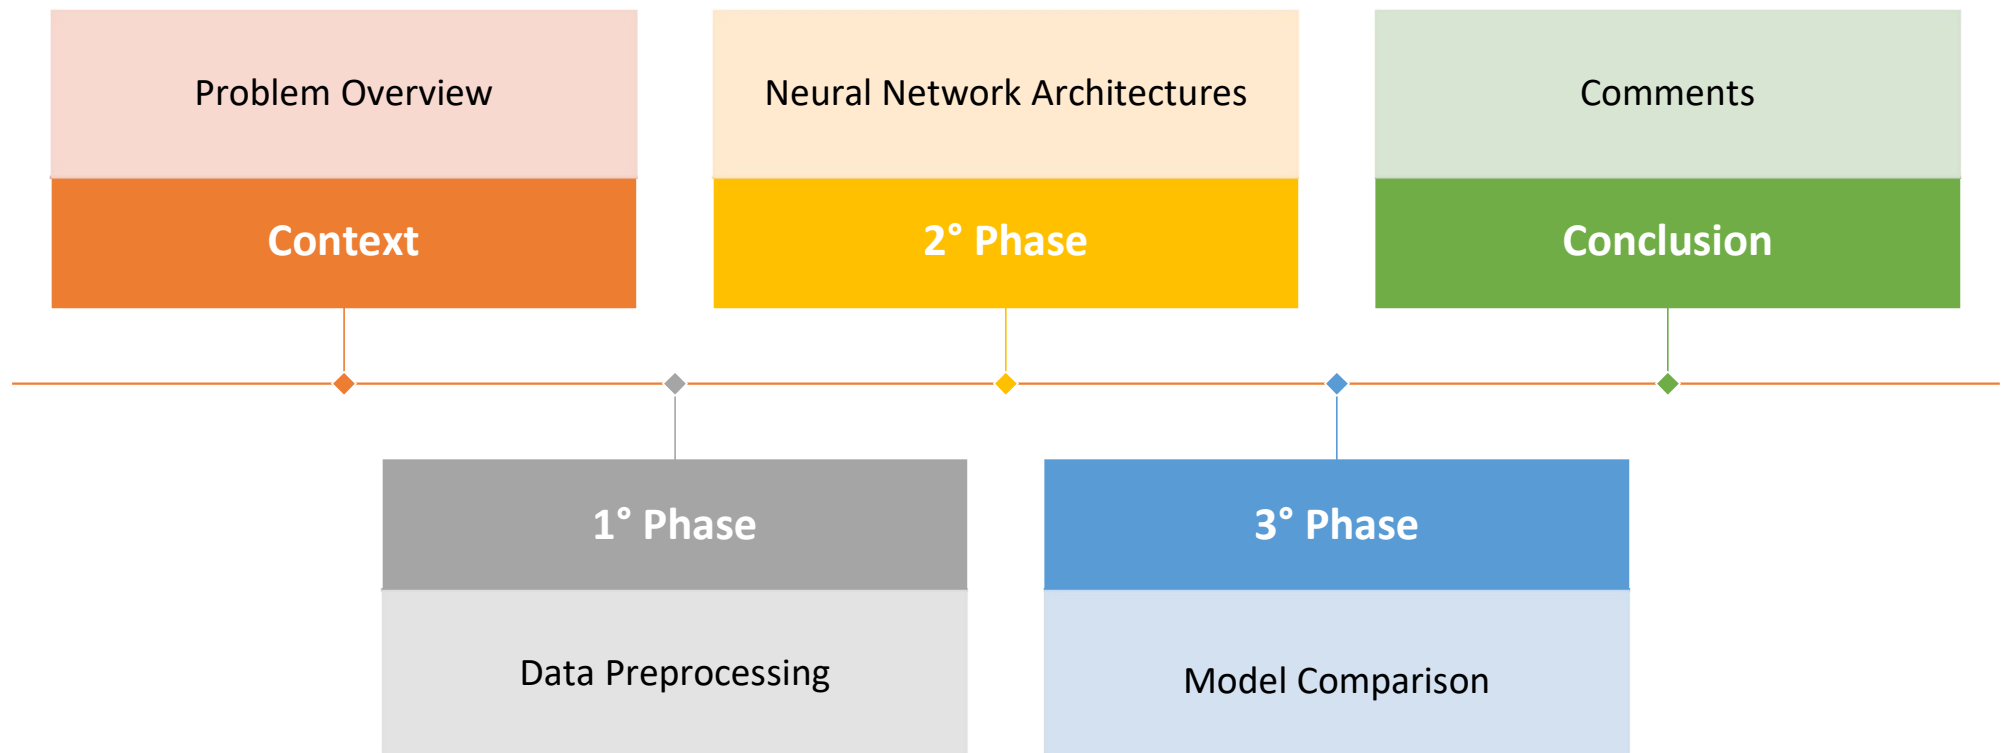 Problem Overview
Context
1° Phase
Data Preprocessing
Neural Network Architectures
2° Phase
3° Phase
Model Comparison
Comments
Conclusion